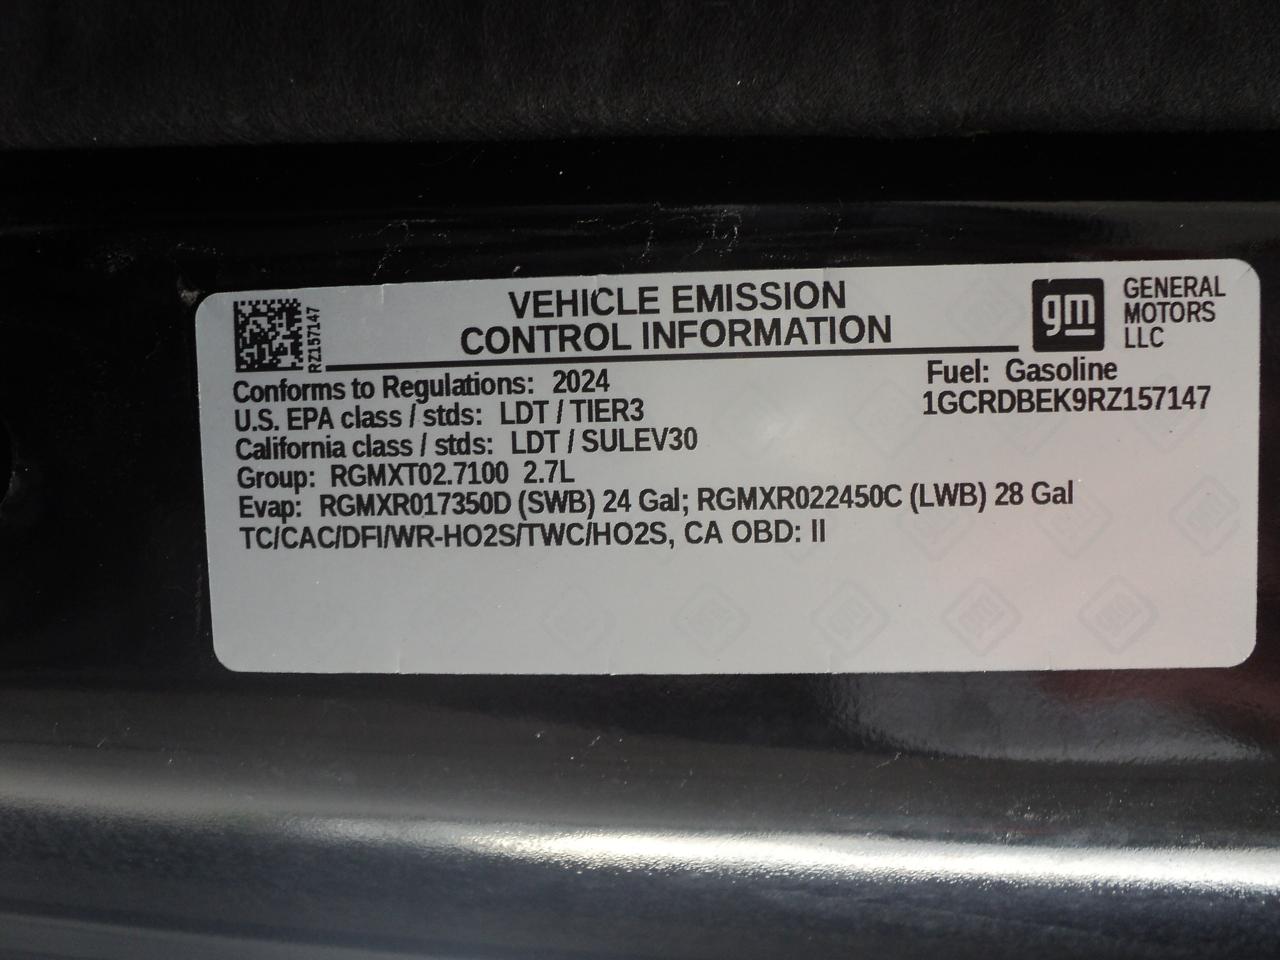 VEHICLE EMISSION
CONTROL INFORMATION
RZ157147
gm
GENERAL
MOTORS
LLC
Conforms to Regulations: 2024
U.S. EPA class / stds: LDT / TIER3
California class / stds: LDT / SULEV30
Group: RGMXT02.7100 2.7L
Evap: RGMXR017350D (SWB) 24 Gal; RGMXR022450C (LWB) 28 Gal
TC/CAC/DFI/WR-HO2S/TWC/HO2S, CA OBD: II
Fuel: Gasoline
1GCRDBEK9RZ157147